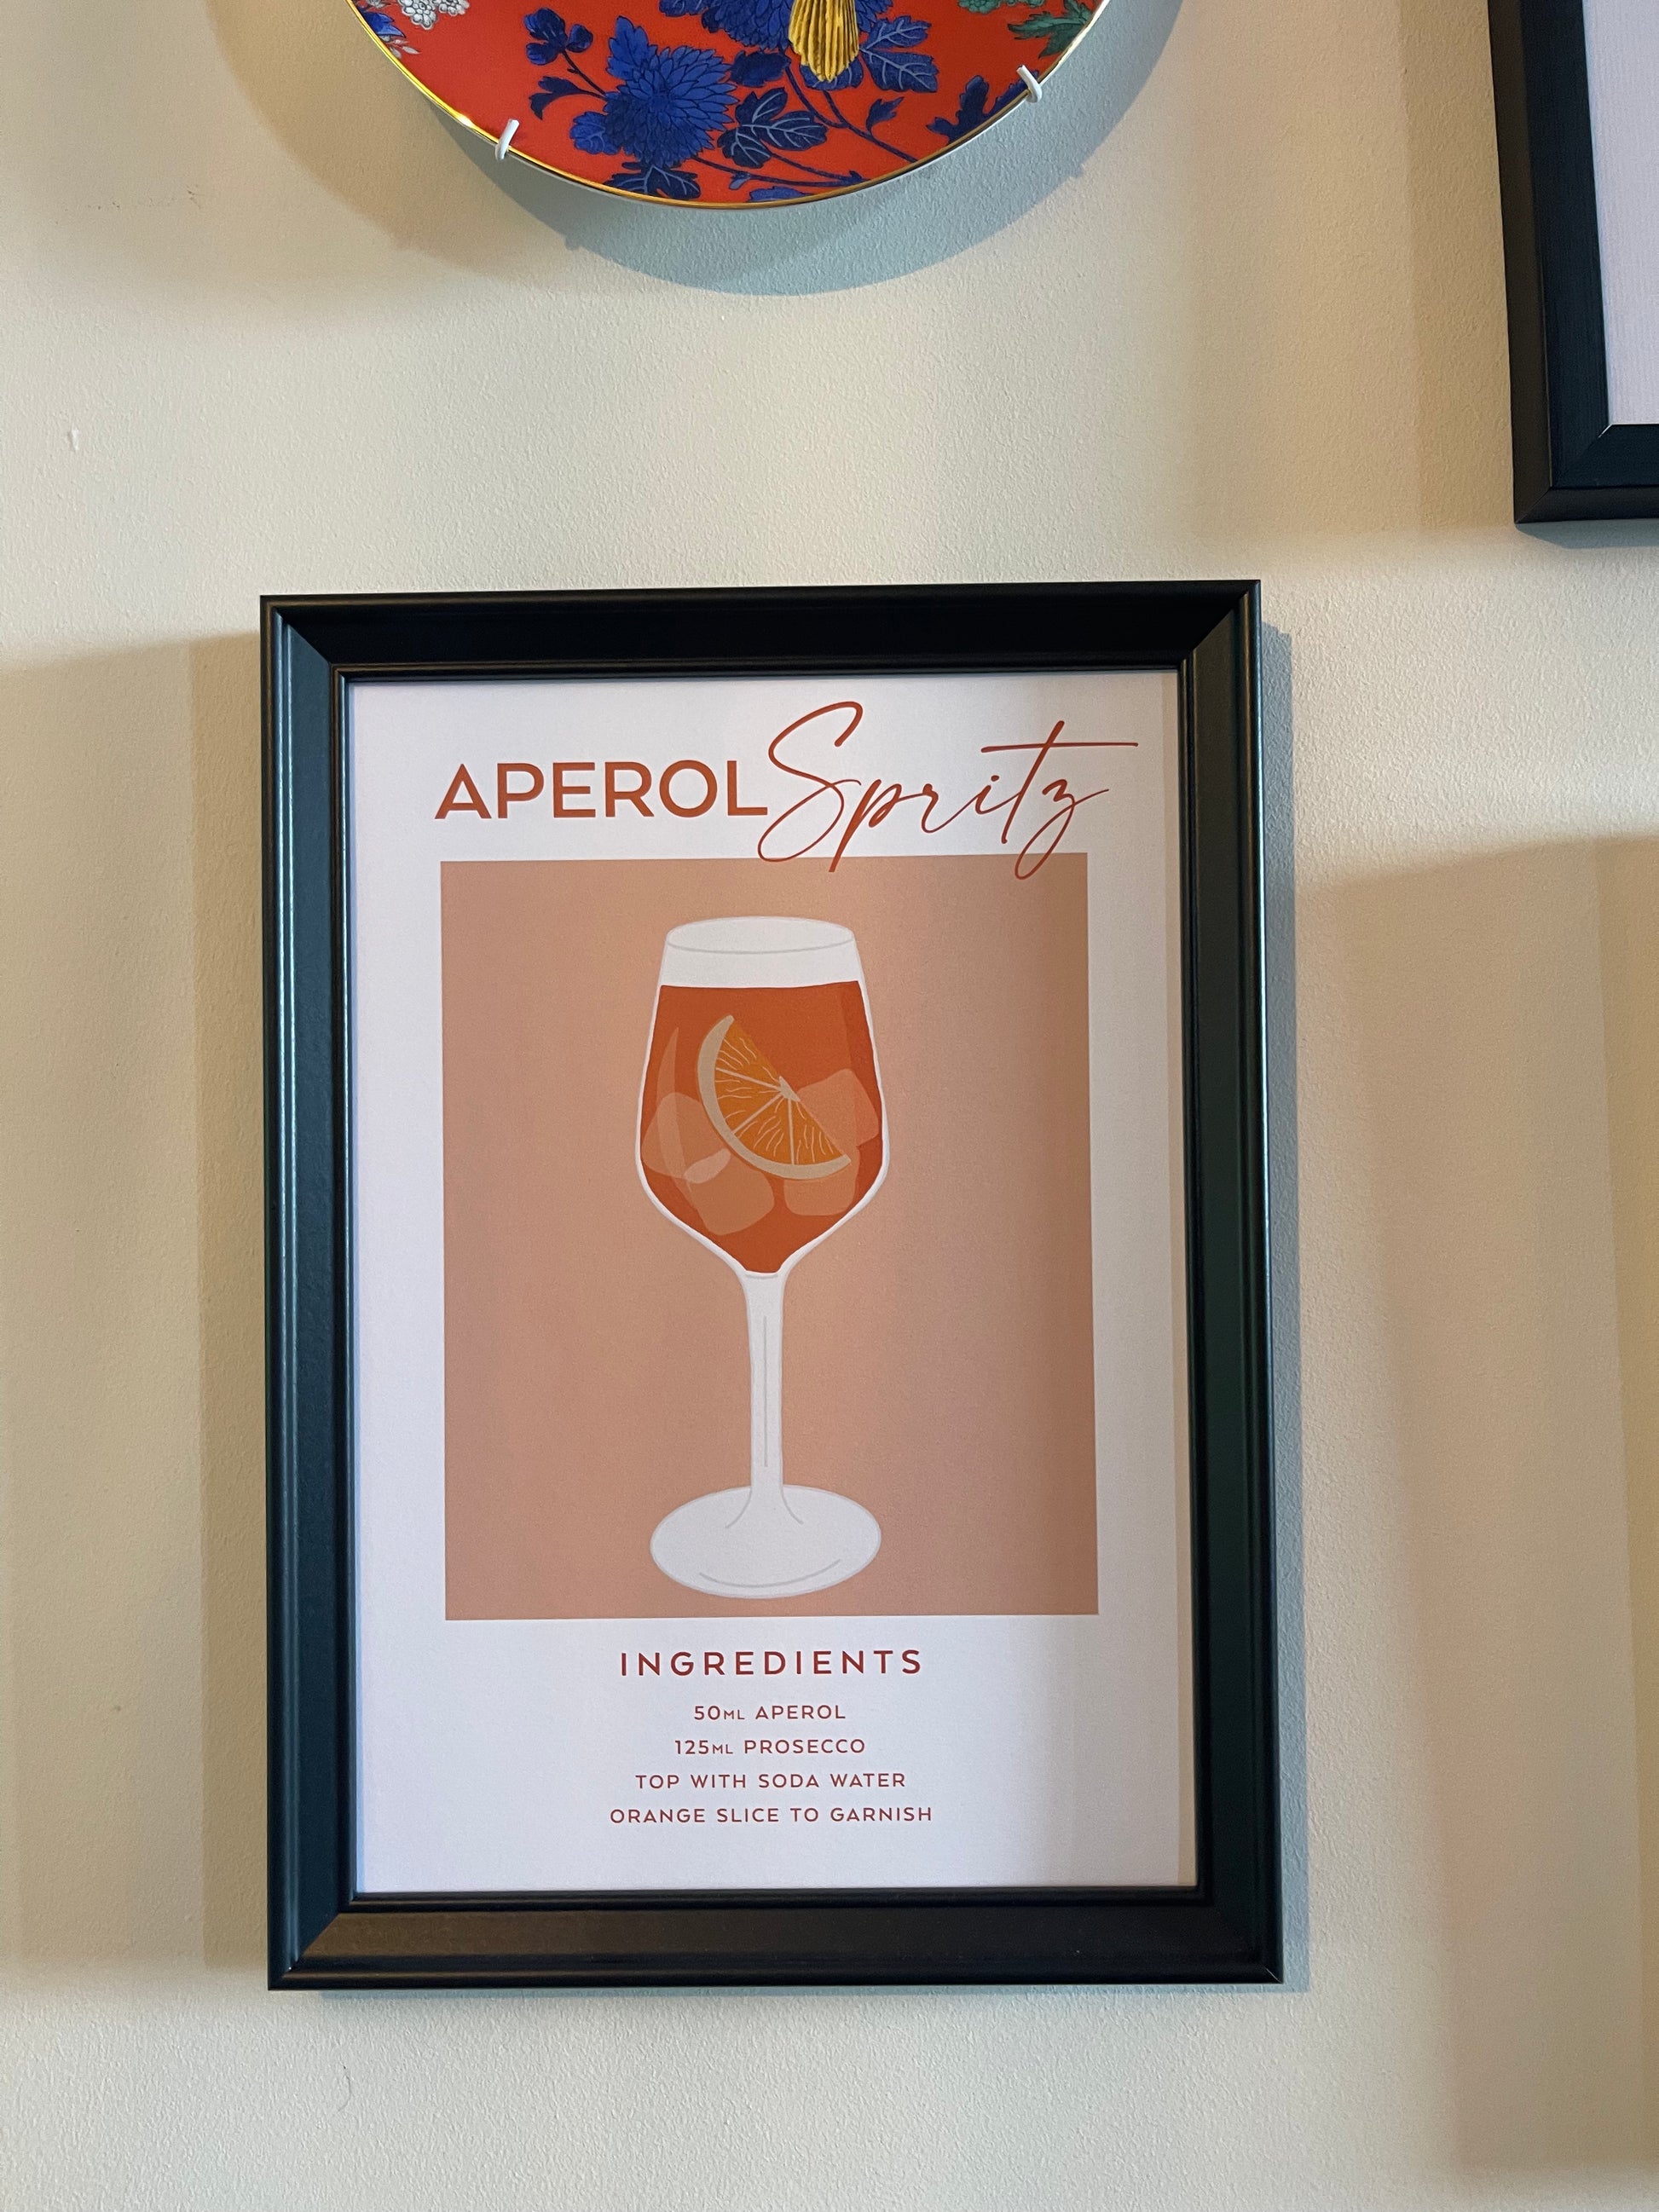 APEROL Spritz
INGREDIENTS
50ML APEROL
125ML PROSECCO
TOP WITH SODA WATER
ORANGE SLICE TO GARNISH